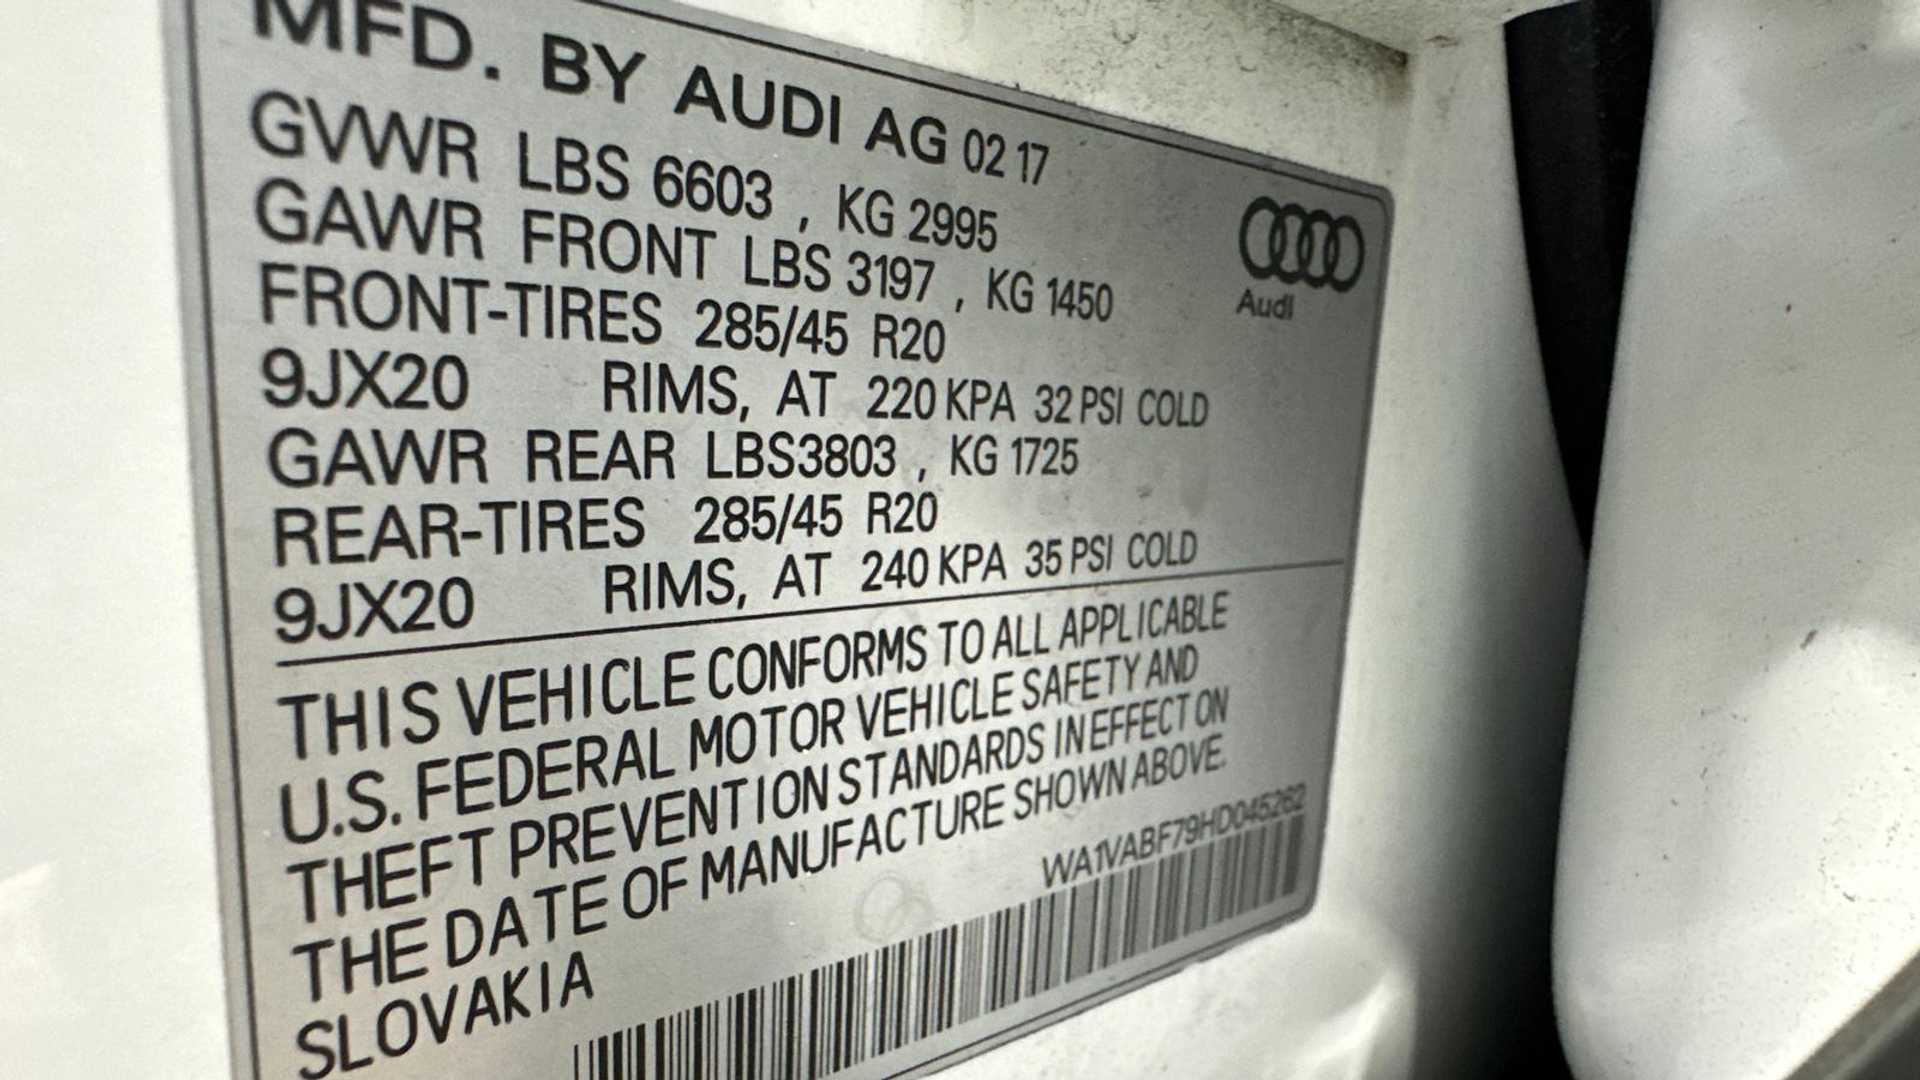 MFD. BY AUDI AG 02 17
GVWR LBS 6603 , KG 2995
GAWR FRONT LBS 3197 , KG 1450
FRONT-TIRES 285/45 R20
9JX20 RIMS, AT 220 KPA 32 PSI COLD
GAWR REAR LBS3803 , KG 1725
REAR-TIRES 285/45 R20
9JX20 RIMS, AT 240 KPA 35 PSI COLD
Audi
THIS VEHICLE CONFORMS TO ALL APPLICABLE
U.S. FEDERAL MOTOR VEHICLE SAFETY AND
THEFT PREVENTION STANDARDS IN EFFECT ON
THE DATE OF MANUFACTURE SHOWN ABOVE.
SLOVAKIA
WA1VABF79HD045262